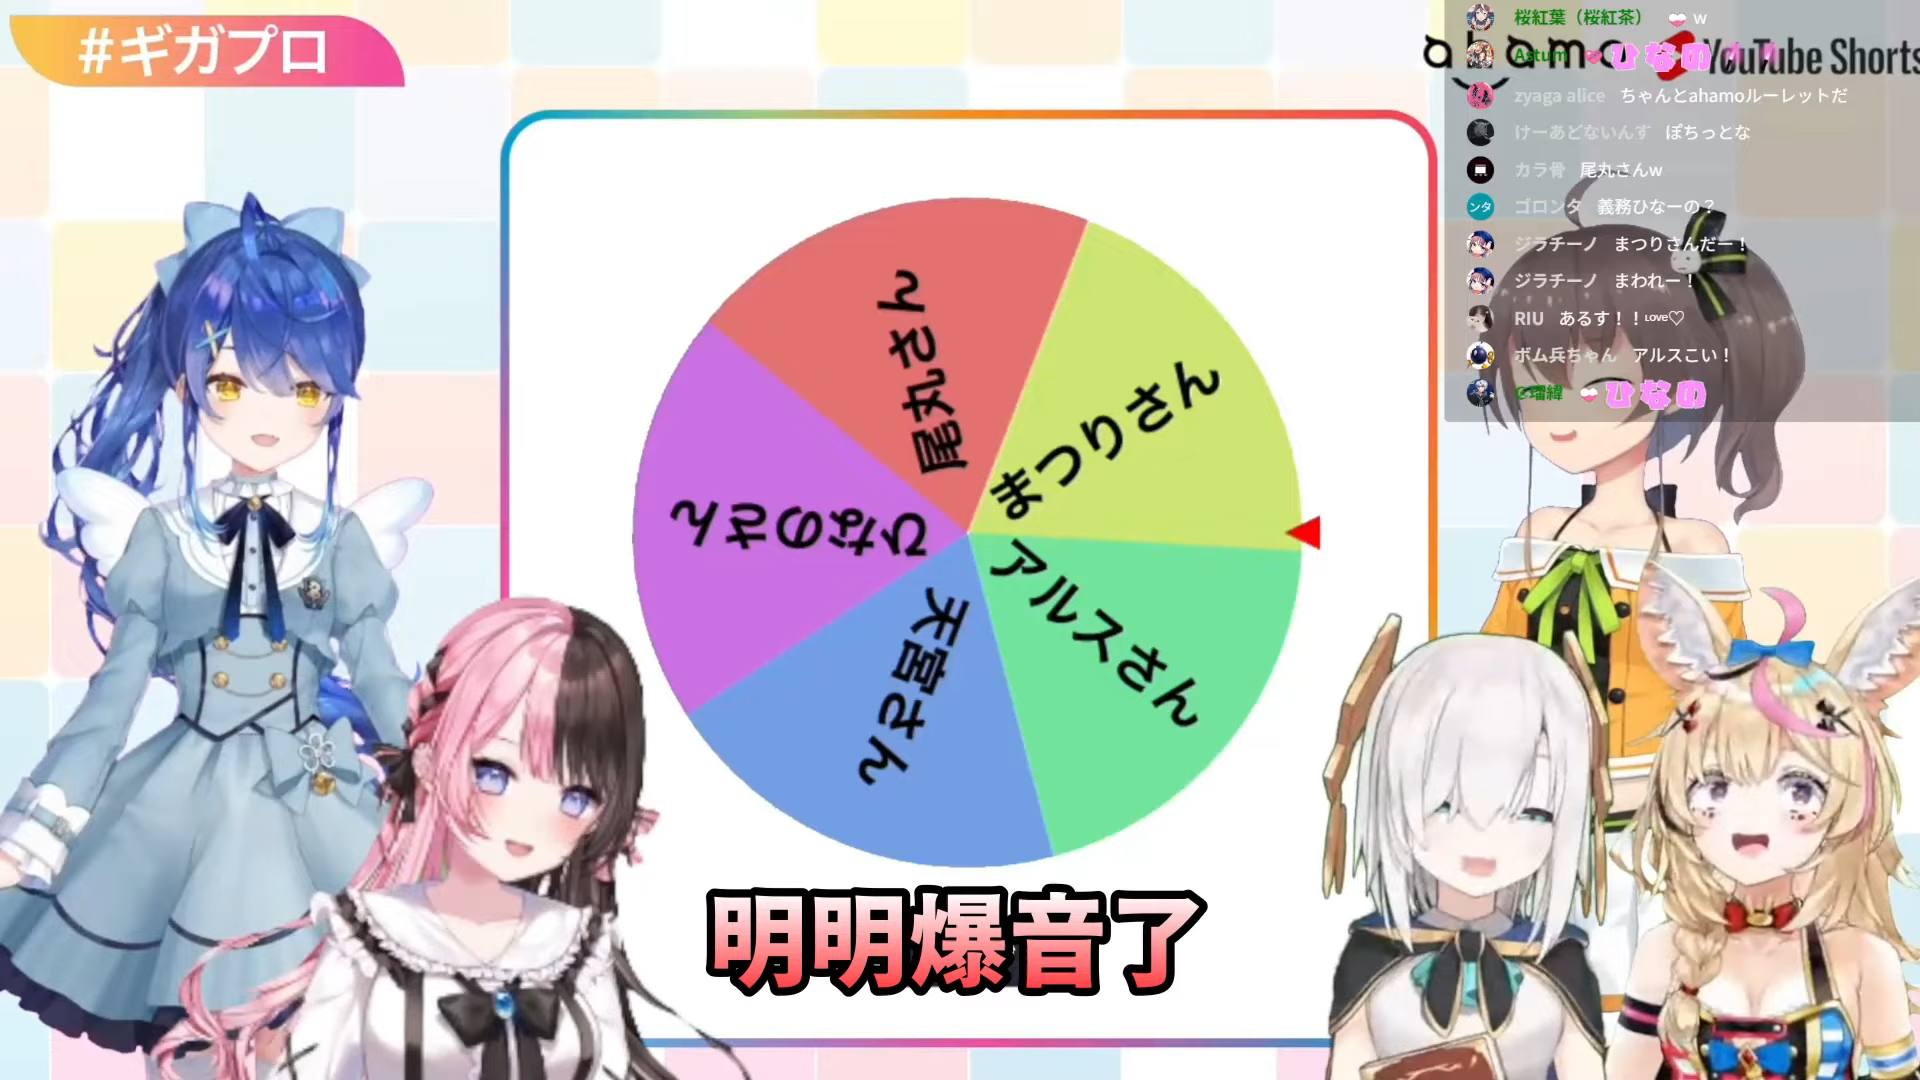 #ギガプロ
桜紅葉（桜紅茶） w
ahamo YouTube Shorts
Astum ひなの
zyaga alice ちゃんとahamoルーレットだ
けーあどないんす ぽちっとな
カラ骨 尾丸さんw
ンタ ゴロンタ 義務ひなーの？
ジラチーノ まつりさんだー！
ジラチーノ まわれー！
RIU あるす！！ᴸᵒᵛᵉ♡
ボム兵ちゃん アルスこい！
ひなの
尾丸さん
まつりさん
ひなのさん
アルスさん
天宮さん
明明爆音了